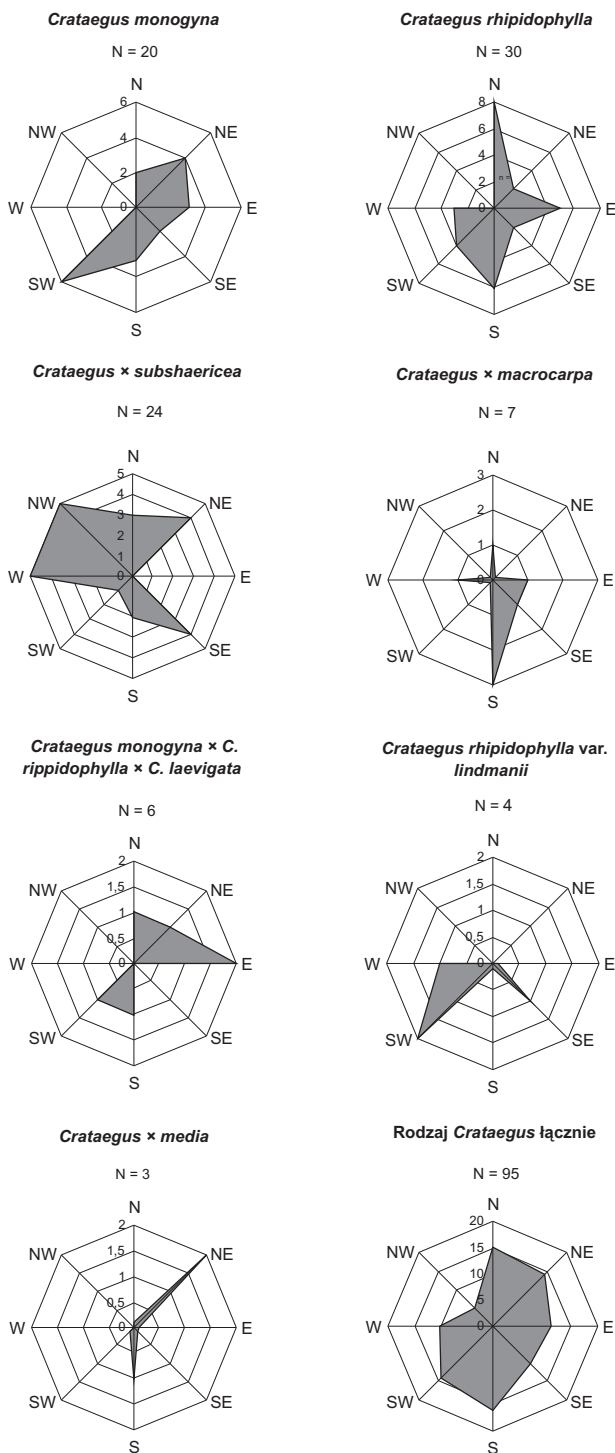 Crataegus monogyna
N = 20
N
6
NW
NE
4
2
W
0
E
SW
SE
S
Crataegus rhipidophylla
N = 30
N
8
NW
NE
6
4
2
W
0
E
SW
SE
S
Crataegus × subshaericea
N = 24
N
5
NW
NE
4
3
2
1
W
0
E
SW
SE
S
Crataegus × macrocarpa
N = 7
N
3
NW
NE
2
1
W
0
E
SW
SE
S
Crataegus monogyna × C.
rippidophylla × C. laevigata
N = 6
N
2
NW
NE
1,5
1
0,5
W
0
E
SW
SE
S
Crataegus rhipidophylla var.
lindmanii
N = 4
N
2
NW
NE
1,5
1
0,5
W
0
E
SW
SE
S
Crataegus × media
N = 3
N
2
NW
NE
1,5
1
0,5
W
0
E
SW
SE
S
Rodzaj Crataegus łącznie
N = 95
N
20
NW
NE
15
10
5
W
0
E
SW
SE
S